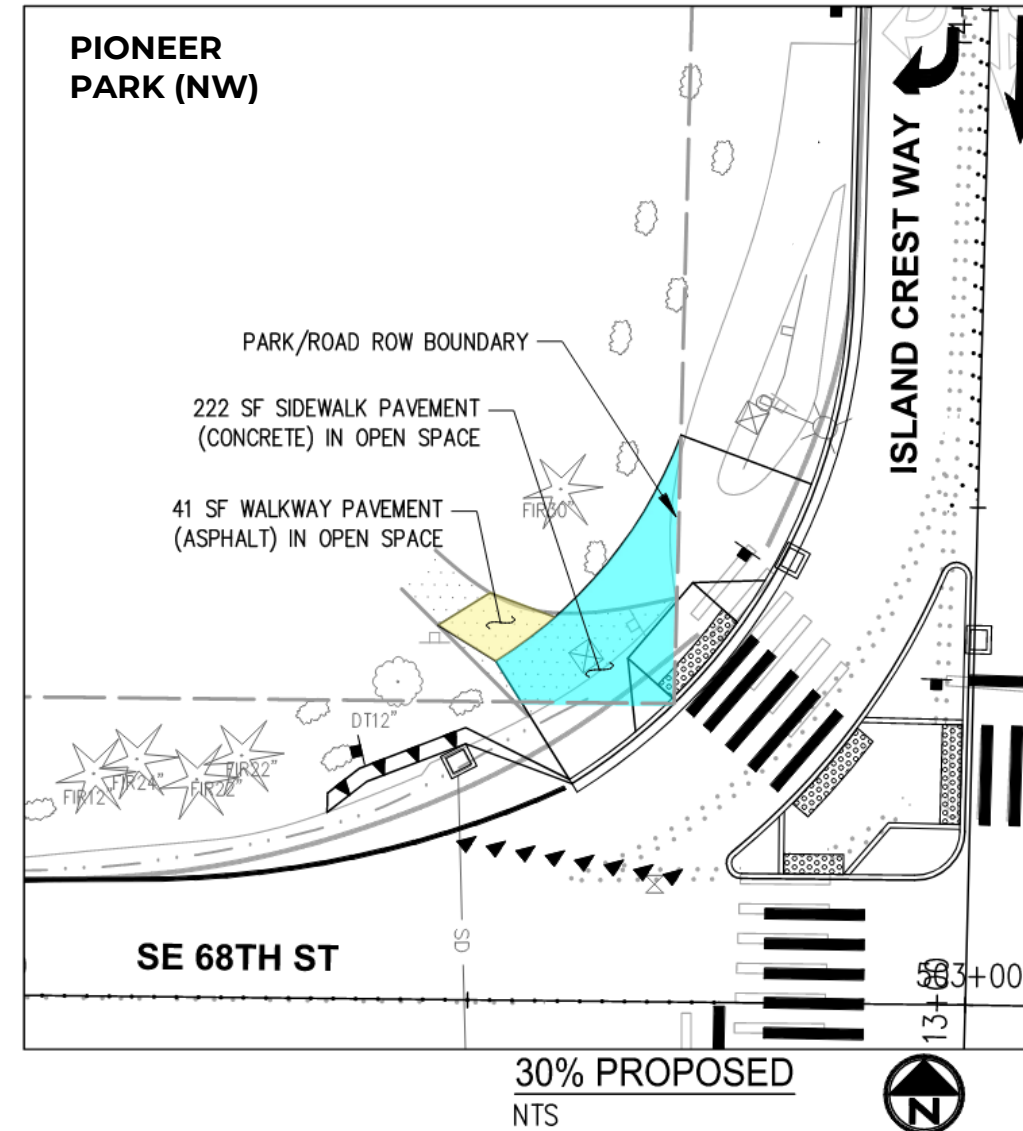 PIONEER
PARK (NW)
ISLAND CREST WAY
PARK/ROAD ROW BOUNDARY
222 SF SIDEWALK PAVEMENT
(CONCRETE) IN OPEN SPACE
41 SF WALKWAY PAVEMENT
(ASPHALT) IN OPEN SPACE
FIR30"
DT12"
FIR12"
FIR24"
FIR22"
FIR22"
SE 68TH ST
SD
13+00
30% PROPOSED
NTS
N